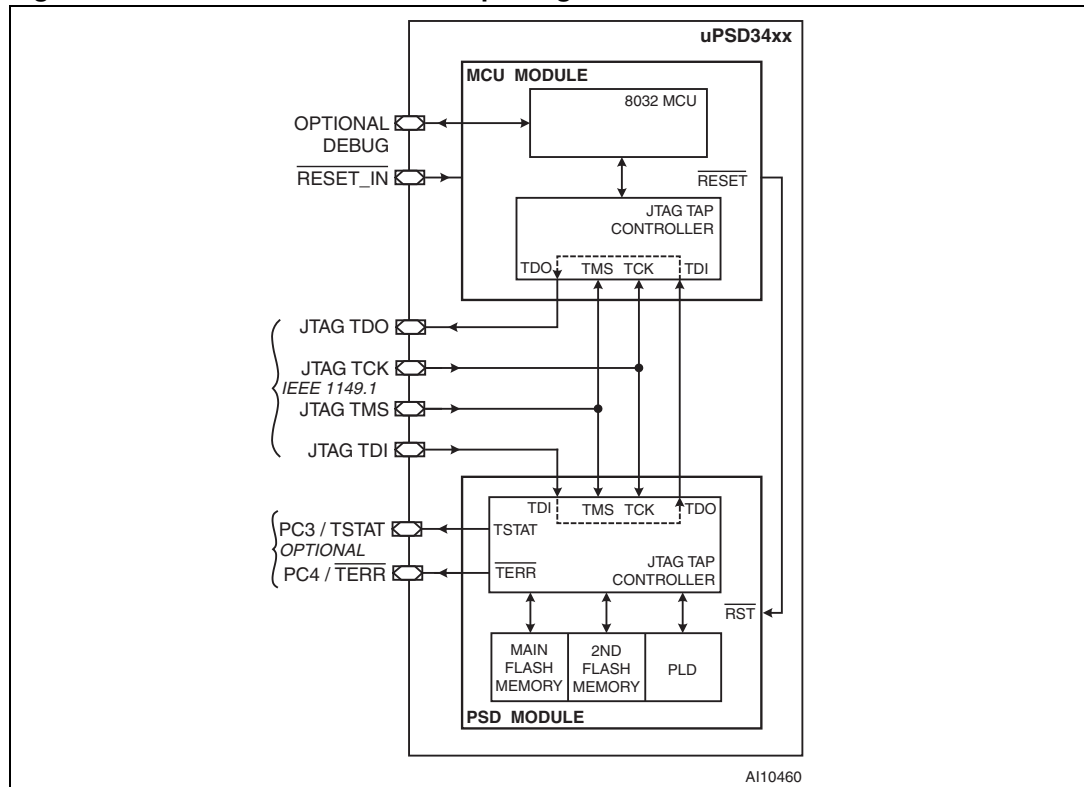 uPSD34xx
MCU MODULE
8032 MCU
OPTIONAL
DEBUG
RESET_IN
RESET
JTAG TAP
CONTROLLER
TDO
TMS
TCK
TDI
JTAG TDO
JTAG TCK
IEEE 1149.1
JTAG TMS
JTAG TDI
TDI
TMS
TCK
TDO
PC3 / TSTAT
OPTIONAL
PC4 / TERR
TSTAT
TERR
JTAG TAP
CONTROLLER
RST
MAIN
FLASH
MEMORY
2ND
FLASH
MEMORY
PLD
PSD MODULE
AI10460